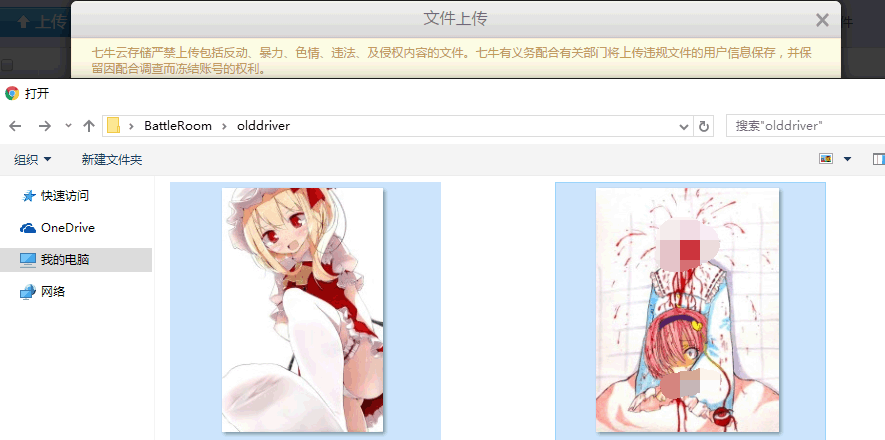 上传
文件上传
件
七牛云存储严禁上传包括反动、暴力、色情、违法、及侵权内容的文件。七牛有义务配合有关部门将上传违规文件的用户信息保存，并保
留因配合调查而冻结账号的权利。
打开
BattleRoom
olddriver
搜索"olddriver"
组织
新建文件夹
快速访问
OneDrive
我的电脑
网络